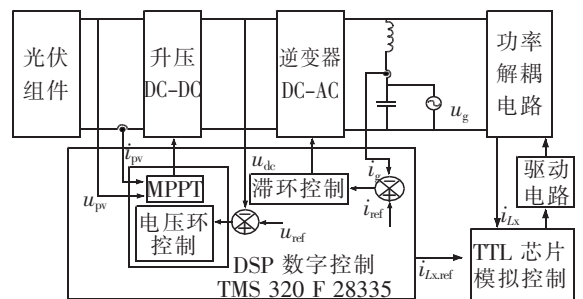 光伏
组件
升压
DC-DC
逆变器
DC-AC
功率
解耦
电路
u_g
i_pv
u_dc
i_g
驱动
电路
MPPT
滞环控制
u_pv
i_ref
i_Lx
电压环
控制
u_ref
DSP 数字控制
TMS 320 F 28335
i_Lx.ref
TTL 芯片
模拟控制